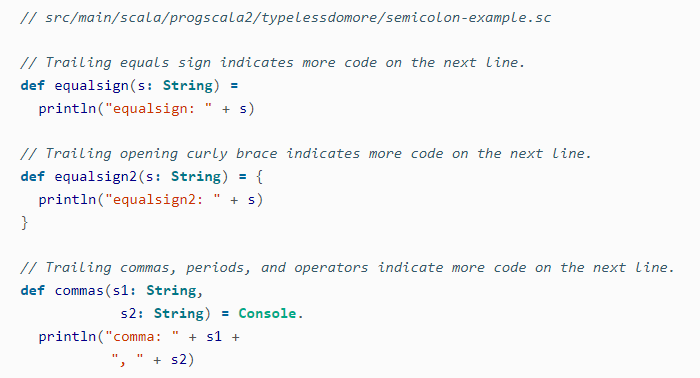 // src/main/scala/progscala2/typelessdomore/semicolon-example.sc
// Trailing equals sign indicates more code on the next line.
def equalsign(s: String) =
  println("equalsign: " + s)
// Trailing opening curly brace indicates more code on the next line.
def equalsign2(s: String) = {
  println("equalsign2: " + s)
}
// Trailing commas, periods, and operators indicate more code on the next line.
def commas(s1: String,
           s2: String) = Console.
  println("comma: " + s1 +
          ", " + s2)